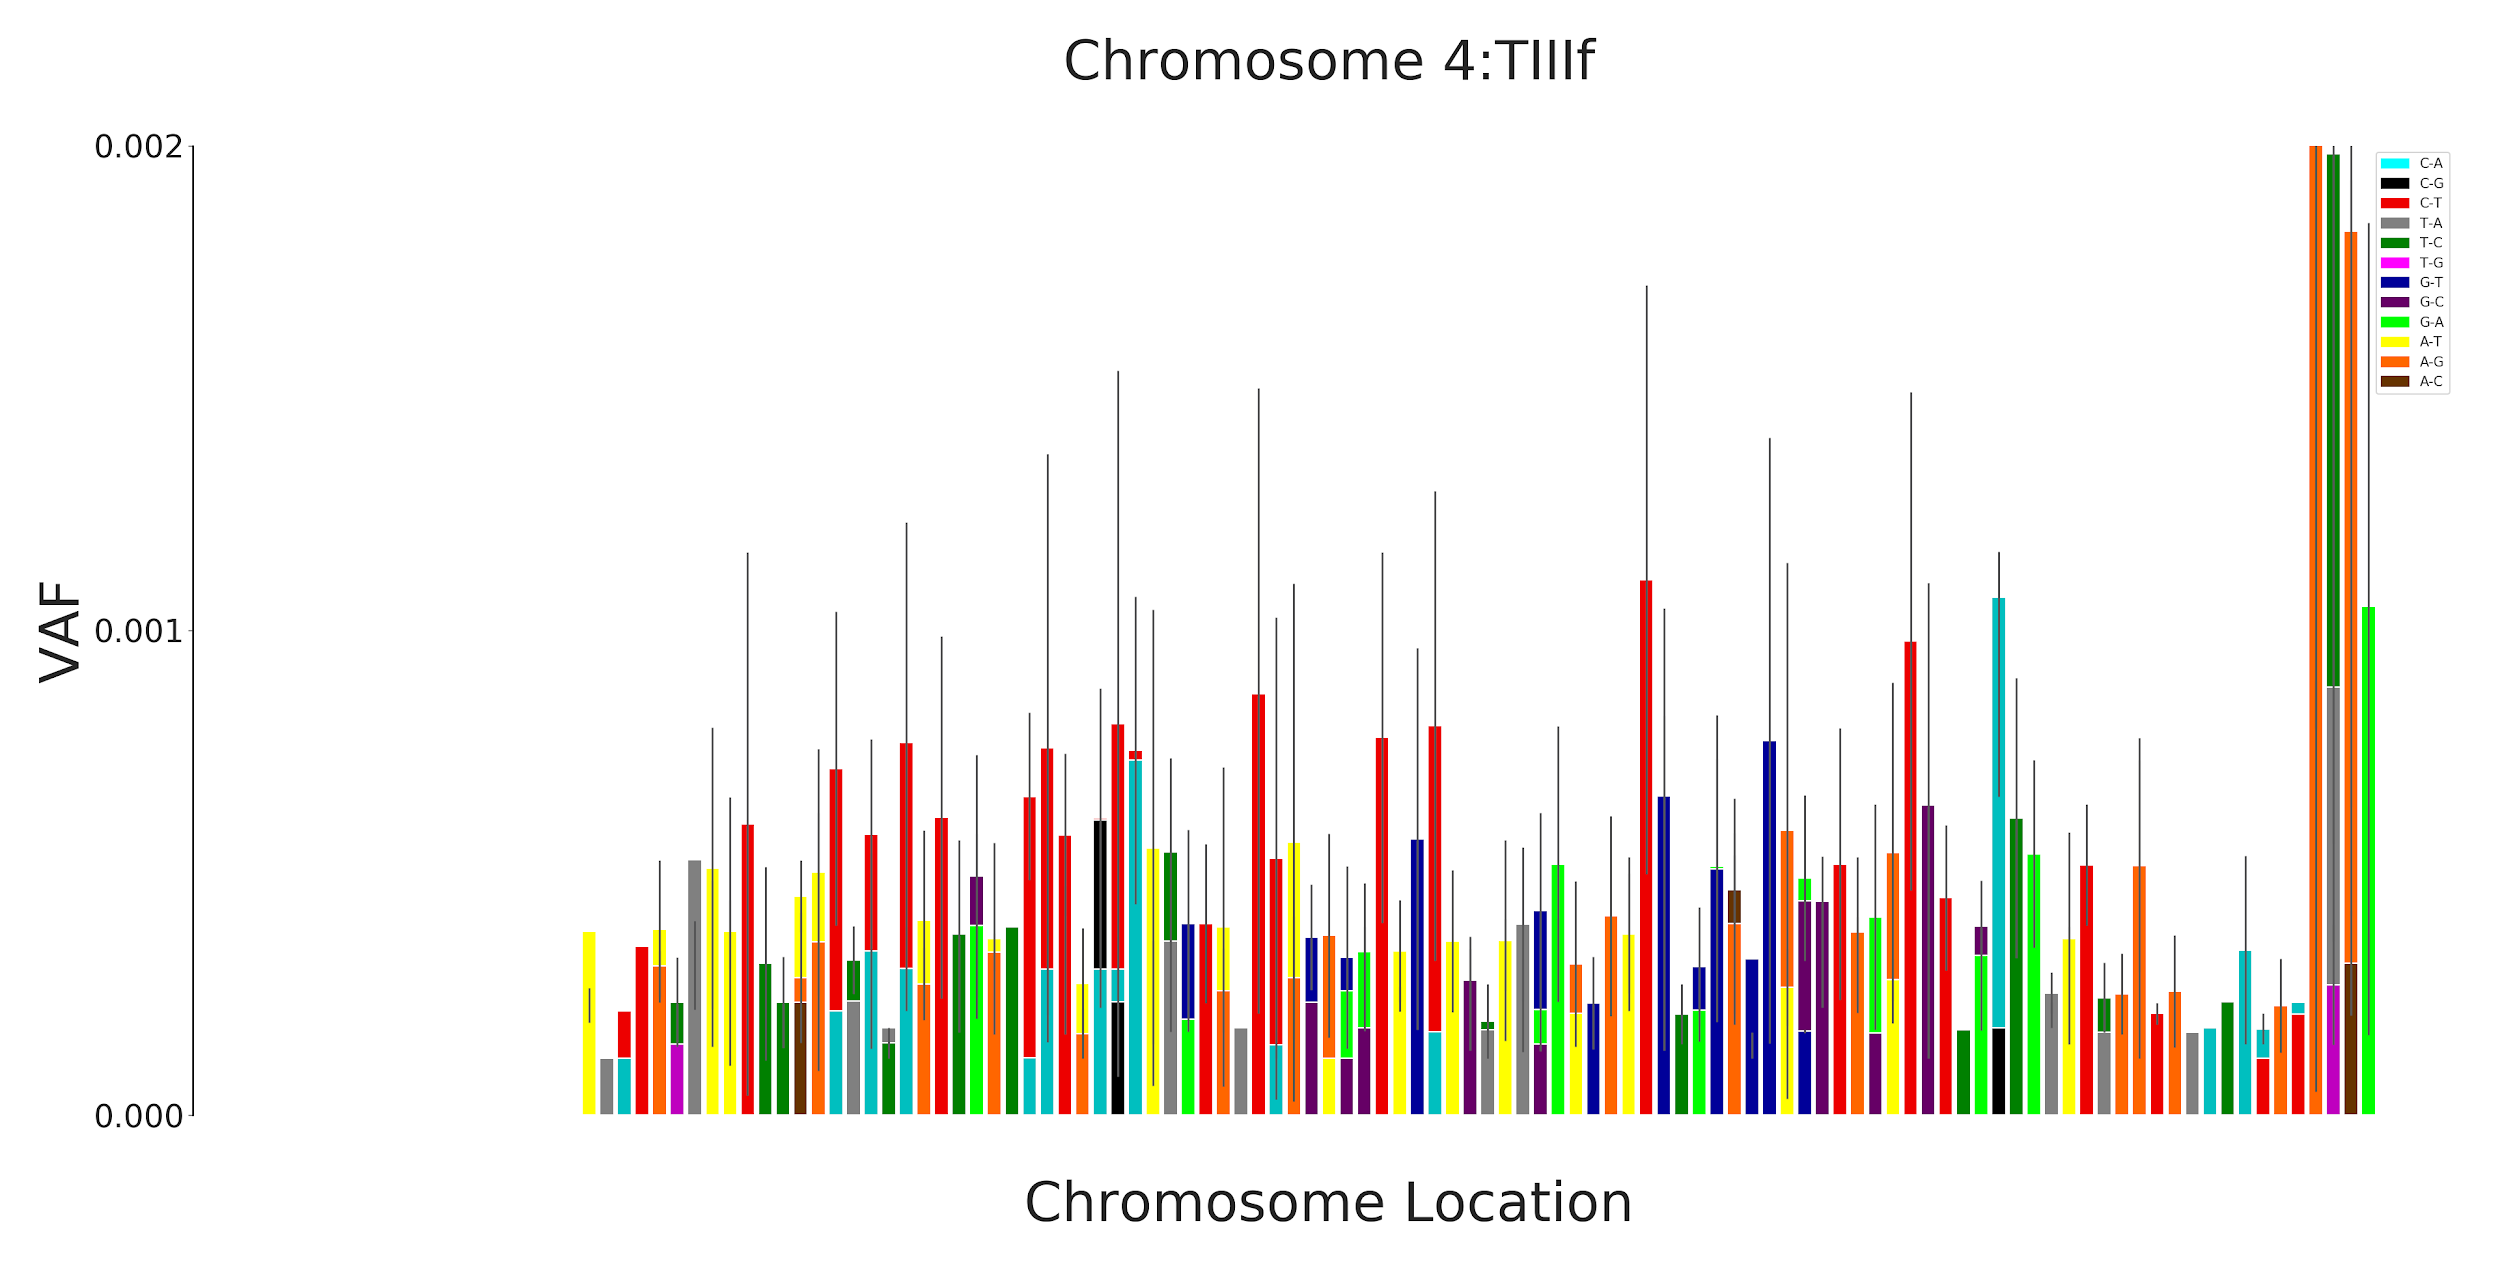 Chromosome 4:TIIIf
0.002
0.001
0.000
VAF
Chromosome Location
C-A
C-G
C-T
T-A
T-C
T-G
G-T
G-C
G-A
A-T
A-G
A-C